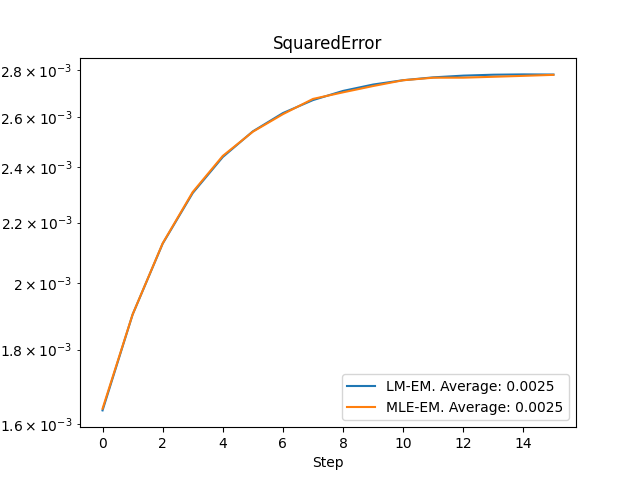 SquaredError
2.8 × 10⁻³
2.6 × 10⁻³
2.4 × 10⁻³
2.2 × 10⁻³
2 × 10⁻³
1.8 × 10⁻³
1.6 × 10⁻³
LM-EM. Average: 0.0025
MLE-EM. Average: 0.0025
0 2 4 6 8 10 12 14
Step